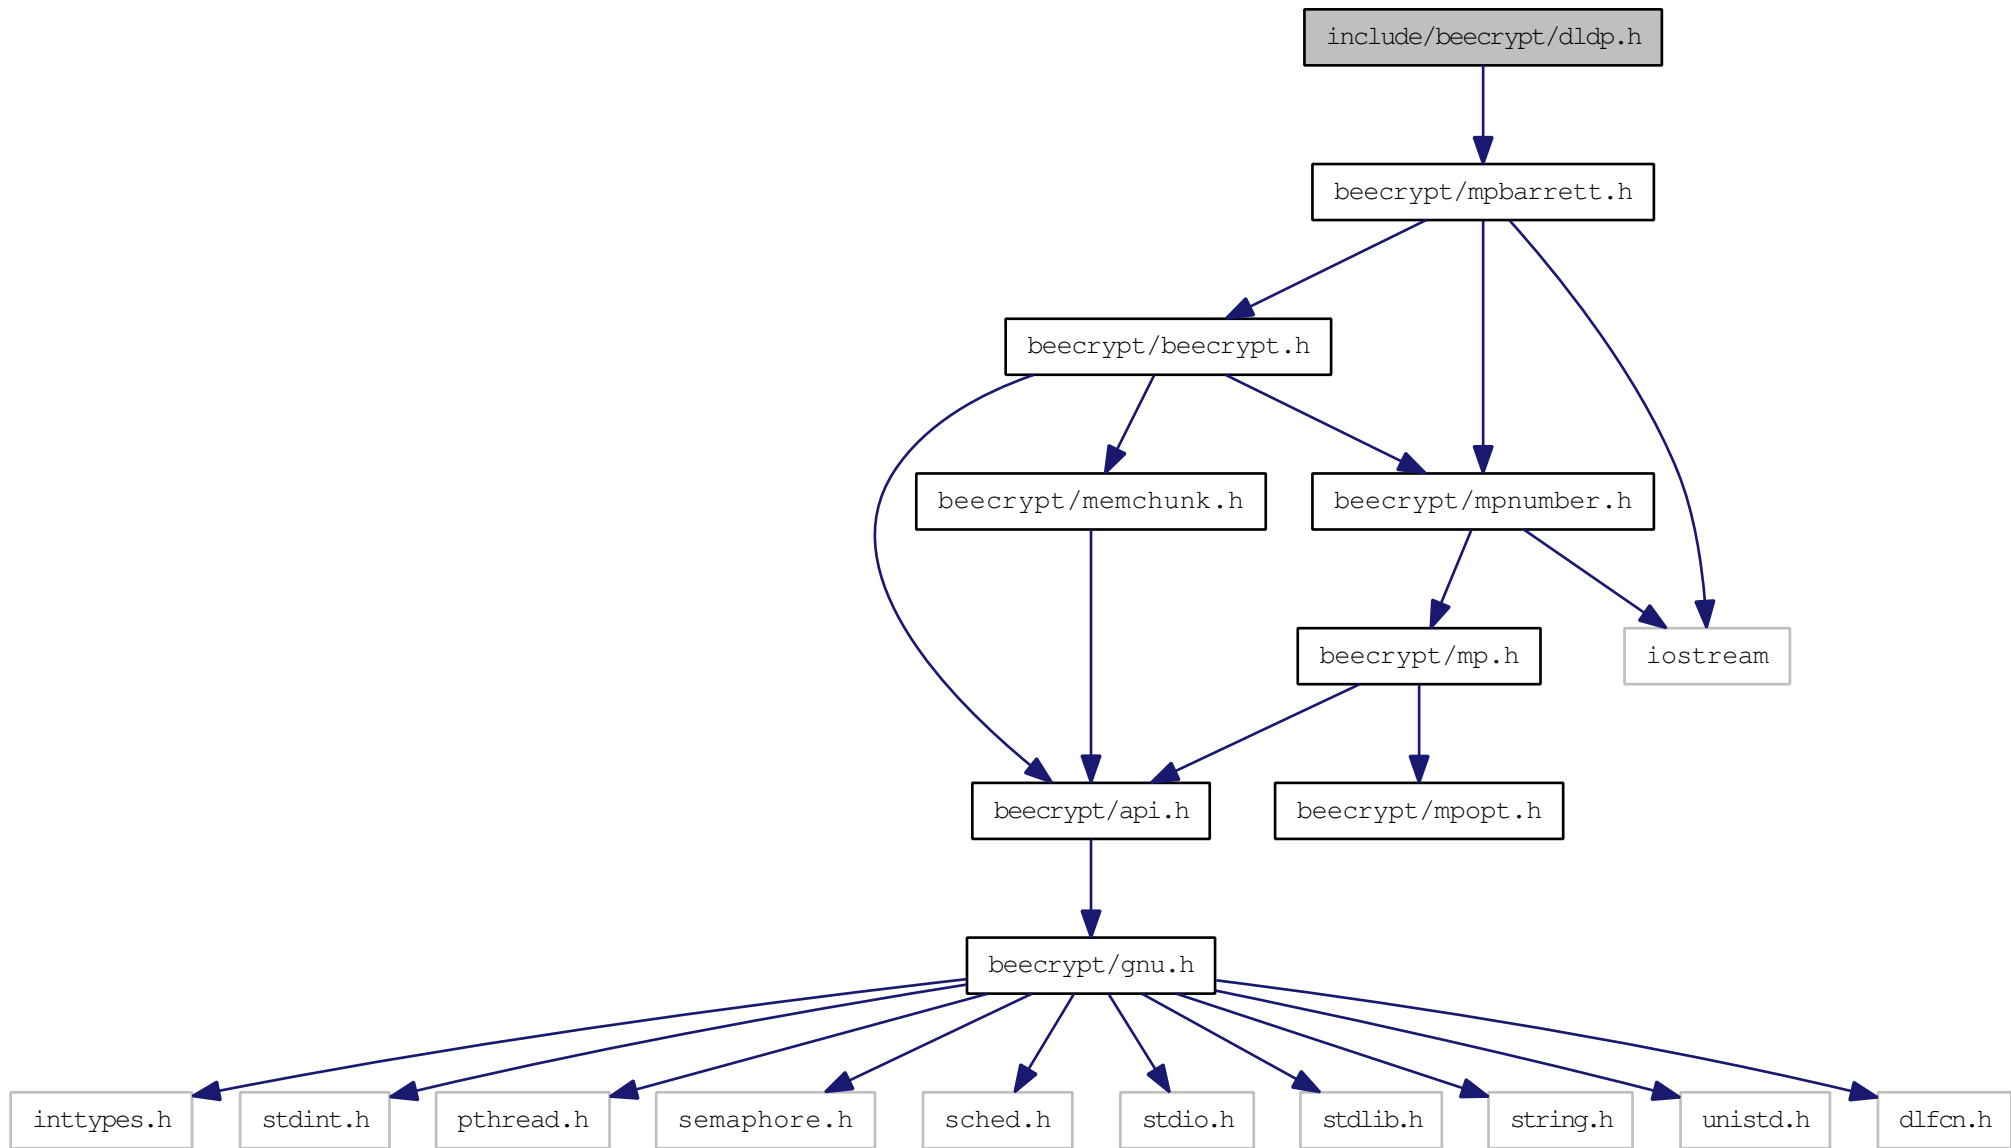 include/beecrypt/dldp.h
beecrypt/mpbarrett.h
beecrypt/beecrypt.h
beecrypt/memchunk.h
beecrypt/mpnumber.h
beecrypt/mp.h
iostream
beecrypt/api.h
beecrypt/mpopt.h
beecrypt/gnu.h
inttypes.h
stdint.h
pthread.h
semaphore.h
sched.h
stdio.h
stdlib.h
string.h
unistd.h
dlfcn.h